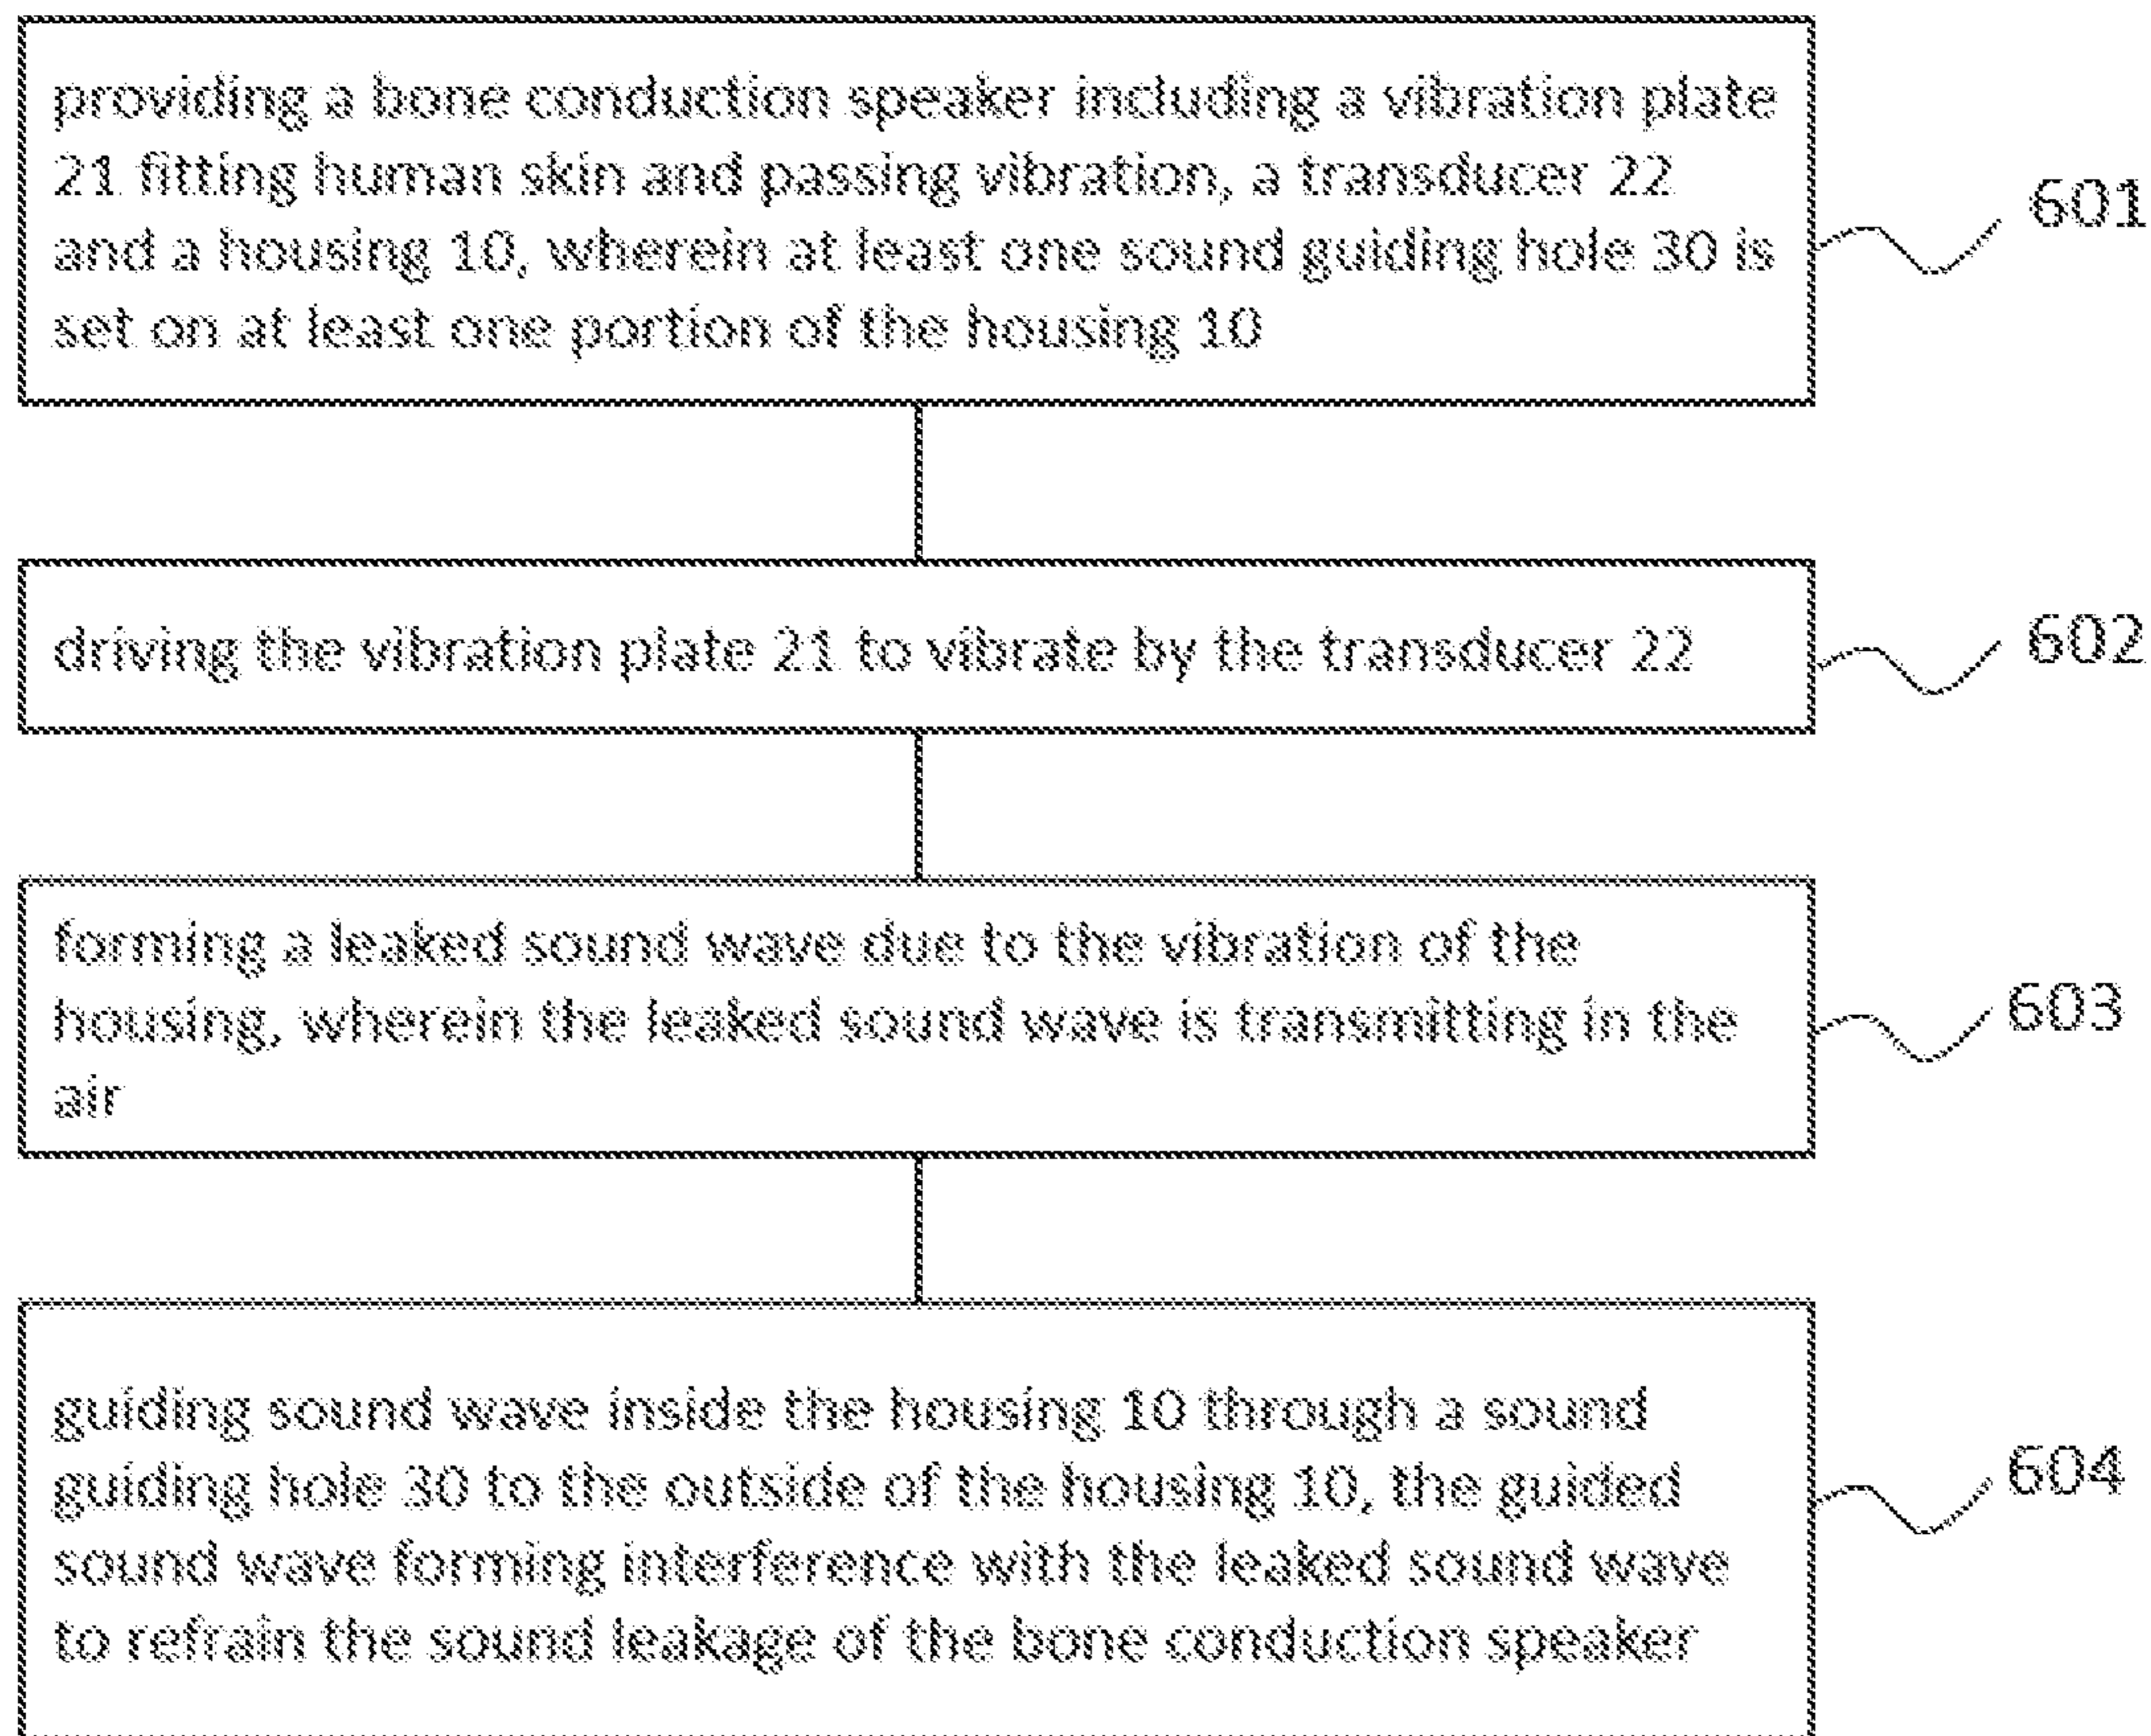 providing a bone conduction speaker including a vibration plate
21 fitting human skin and passing vibration, a transducer 22
and a housing 10, wherein at least one sound guiding hole 30 is
set on at least one portion of the housing 10
601
driving the vibration plate 21 to vibrate by the transducer 22
602
forming a leaked sound wave due to the vibration of the
housing, wherein the leaked sound wave is transmitting in the
air
603
guiding sound wave inside the housing 10 through a sound
guiding hole 30 to the outside of the housing 10, the guided
sound wave forming interference with the leaked sound wave
to refrain the sound leakage of the bone conduction speaker
604